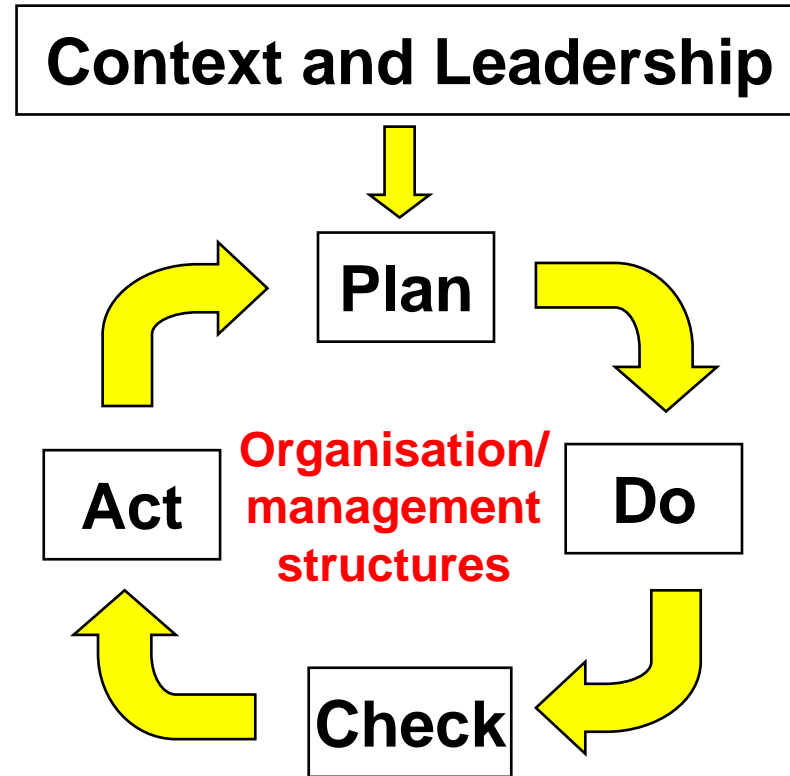 Context and Leadership
Plan
Organisation/
management
structures
Act
Do
Check